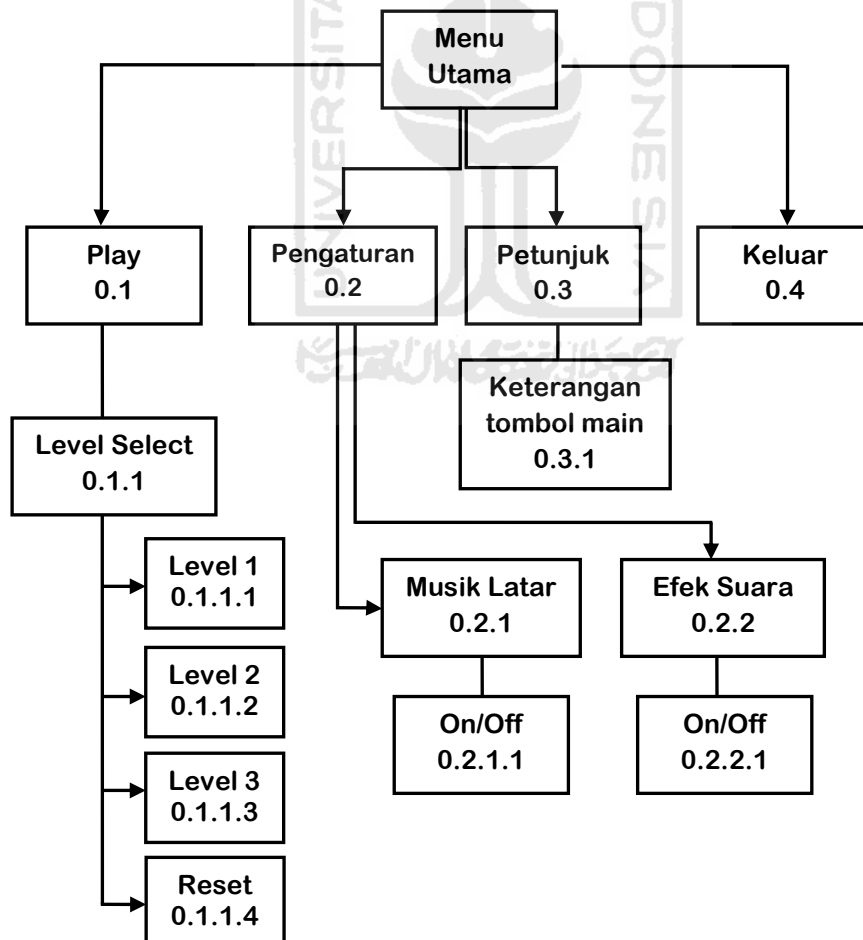 Menu
Utama
Play
0.1
Pengaturan
0.2
Petunjuk
0.3
Keluar
0.4
Keterangan
tombol main
0.3.1
Level Select
0.1.1
Level 1
0.1.1.1
Musik Latar
0.2.1
Efek Suara
0.2.2
Level 2
0.1.1.2
On/Off
0.2.1.1
On/Off
0.2.2.1
Level 3
0.1.1.3
Reset
0.1.1.4